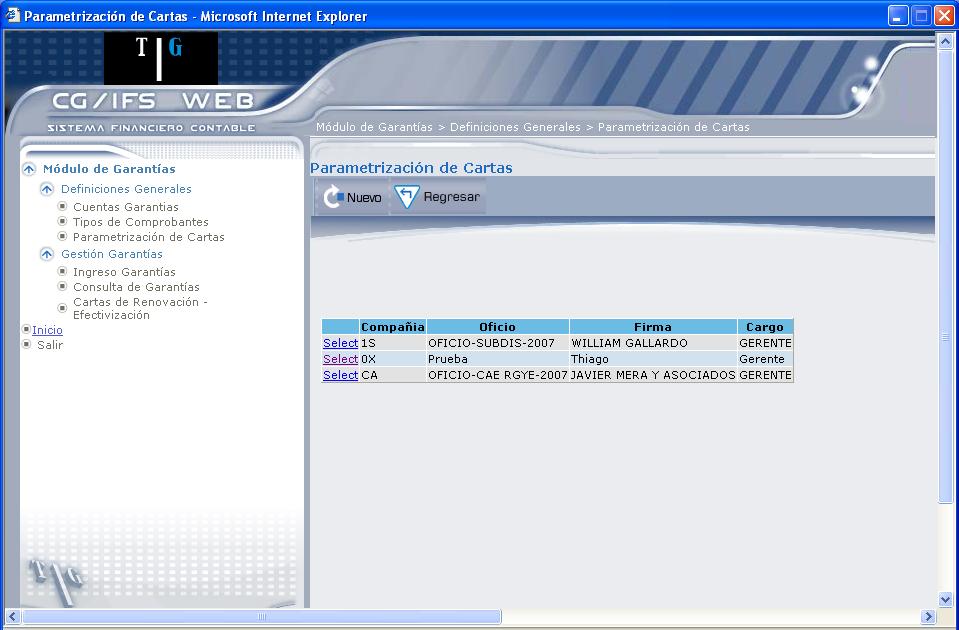 Parametrización de Cartas - Microsoft Internet Explorer
T G
CG/IFS WEB
SISTEMA FINANCIERO CONTABLE
Módulo de Garantías > Definiciones Generales > Parametrización de Cartas
Módulo de Garantías
Definiciones Generales
Cuentas Garantias
Tipos de Comprobantes
Parametrización de Cartas
Gestión Garantías
Ingreso Garantías
Consulta de Garantías
Cartas de Renovación -
Efectivización
Inicio
Salir
TG
Parametrización de Cartas
Nuevo Regresar
Compañia Oficio Firma Cargo
Select 1S OFICIO-SUBDIS-2007 WILLIAM GALLARDO GERENTE
Select 0X Prueba Thiago Gerente
Select CA OFICIO-CAE RGYE-2007 JAVIER MERA Y ASOCIADOS GERENTE